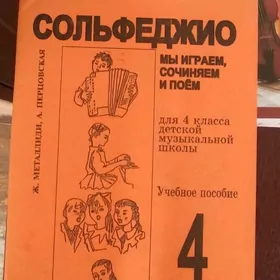 СОЛЬФЕДЖИО
МЫ ИГРАЕМ,
СОЧИНЯЕМ
И ПОЁМ
для 4 класса
детской
музыкальной
школы
Учебное пособие
4
Ж. МЕТАЛЛИДИ, А. ПЕРЦОВСКАЯ